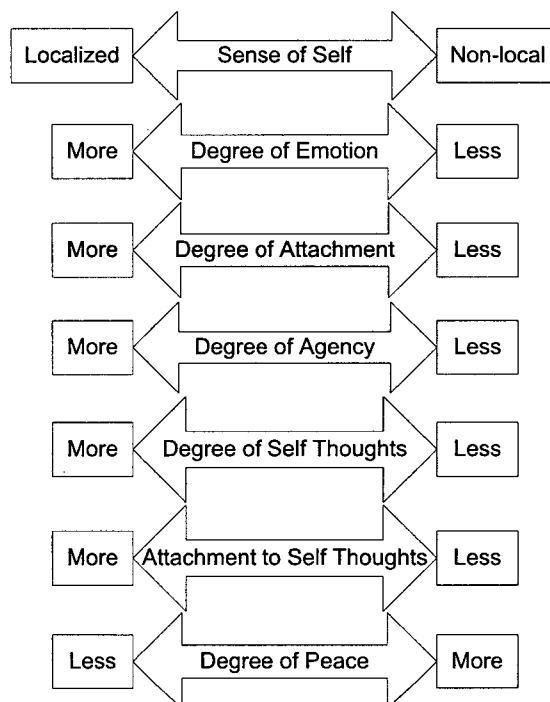 Localized Sense of Self Non-local
More Degree of Emotion Less
More Degree of Attachment Less
More Degree of Agency Less
More Degree of Self Thoughts Less
More Attachment to Self Thoughts Less
Less Degree of Peace More